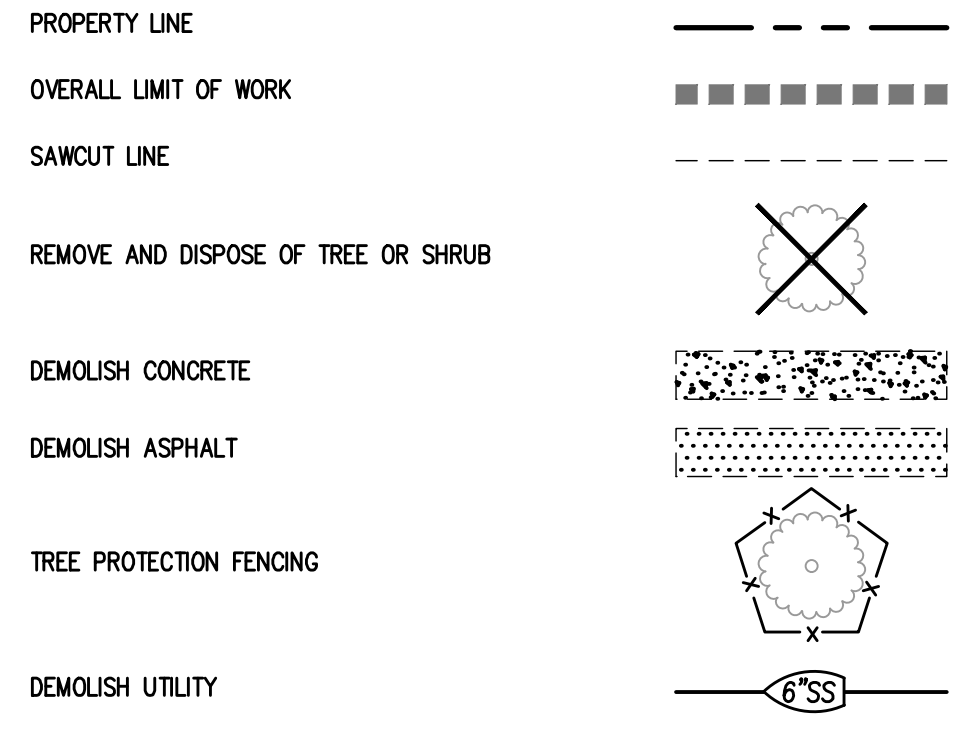 PROPERTY LINE
OVERALL LIMIT OF WORK
SAWCUT LINE
REMOVE AND DISPOSE OF TREE OR SHRUB
DEMOLISH CONCRETE
DEMOLISH ASPHALT
TREE PROTECTION FENCING
DEMOLISH UTILITY
6"SS